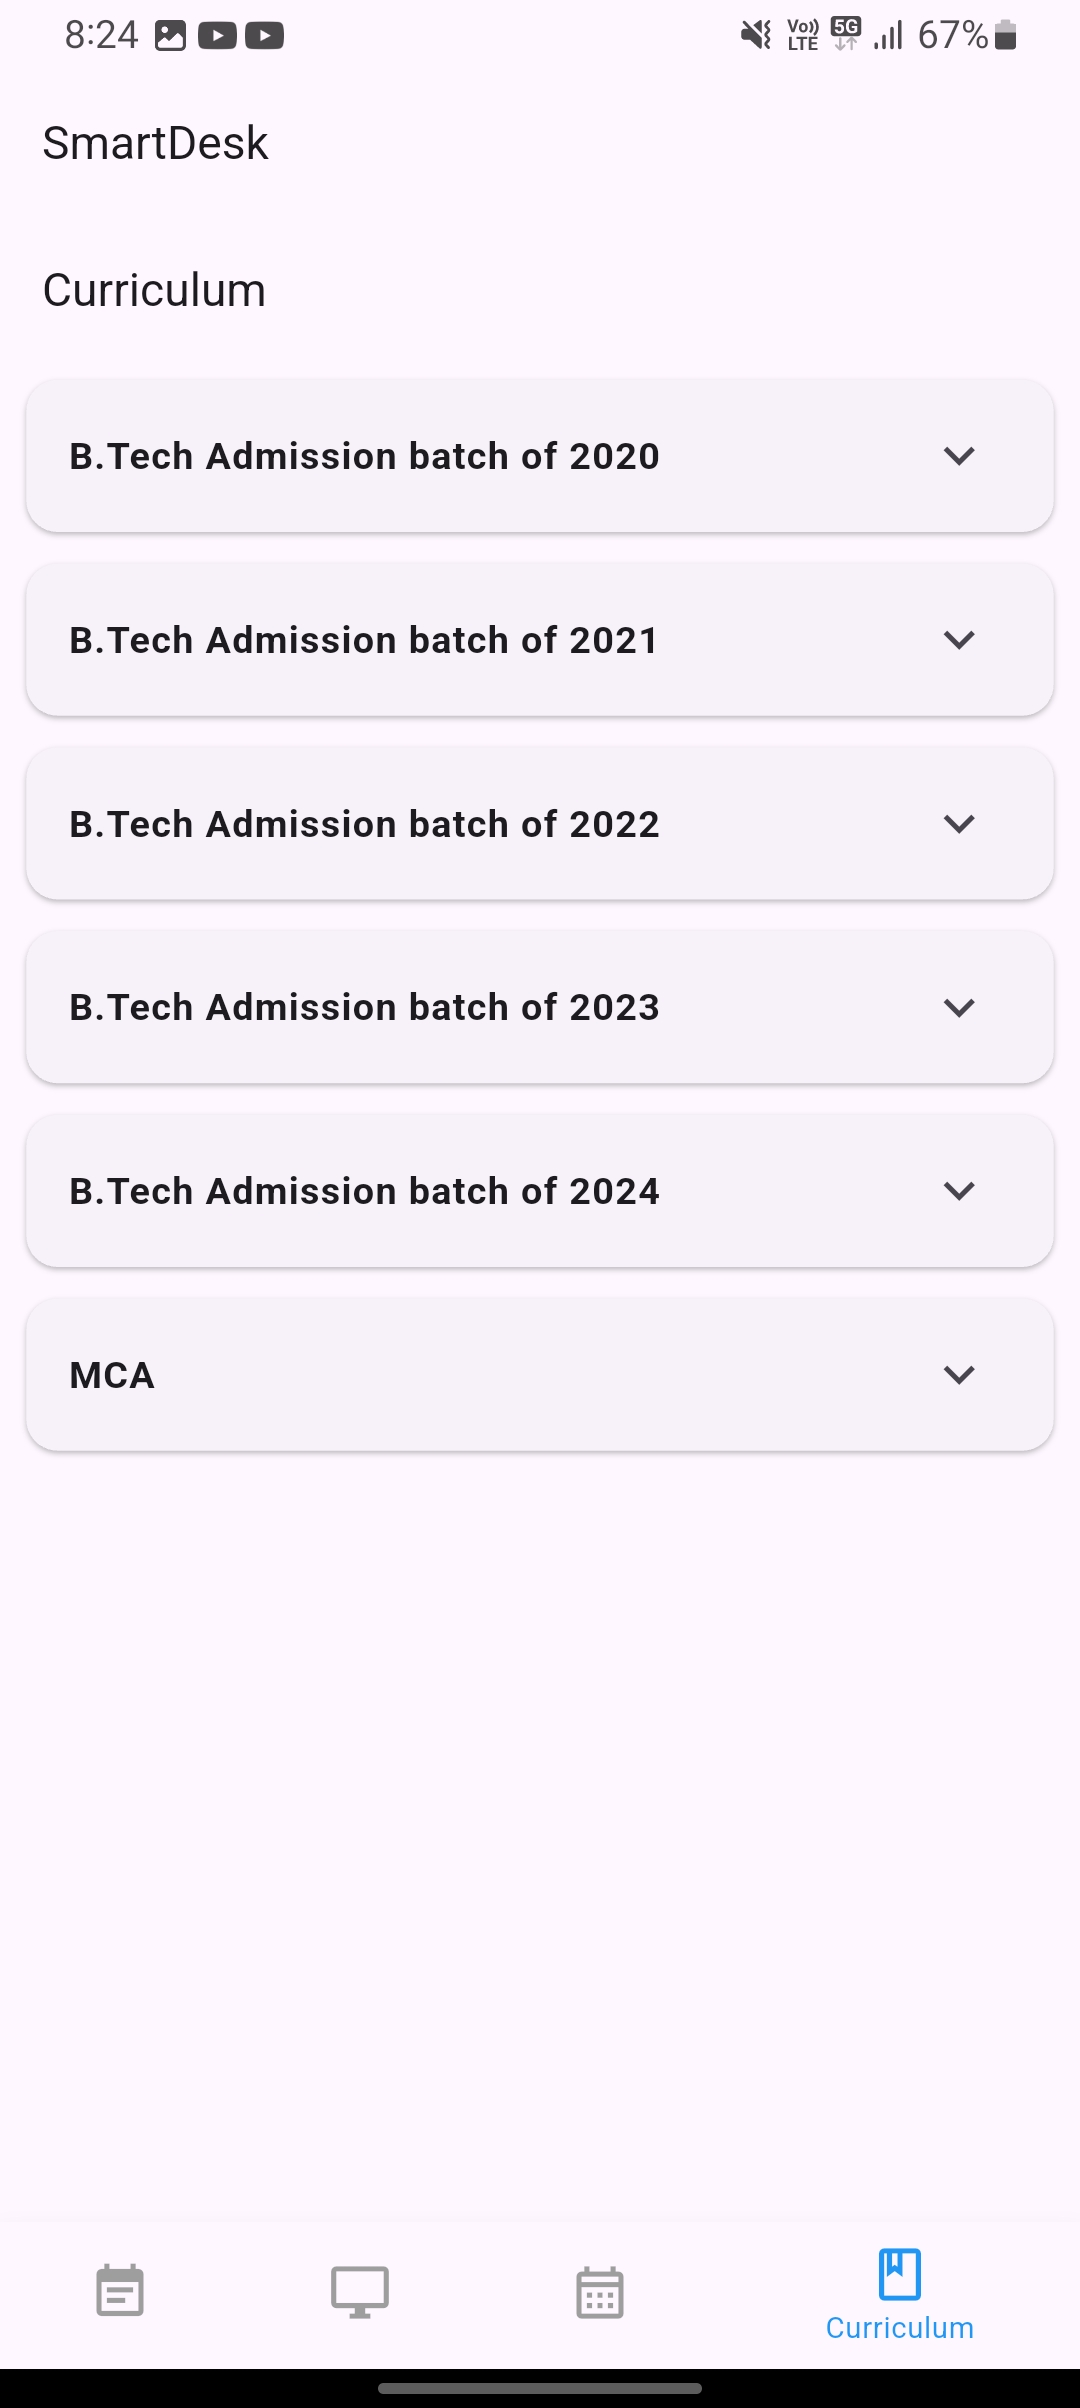 8:24 Vo)) LTE 5G 67%
SmartDesk
Curriculum
B.Tech Admission batch of 2020
B.Tech Admission batch of 2021
B.Tech Admission batch of 2022
B.Tech Admission batch of 2023
B.Tech Admission batch of 2024
MCA
Curriculum